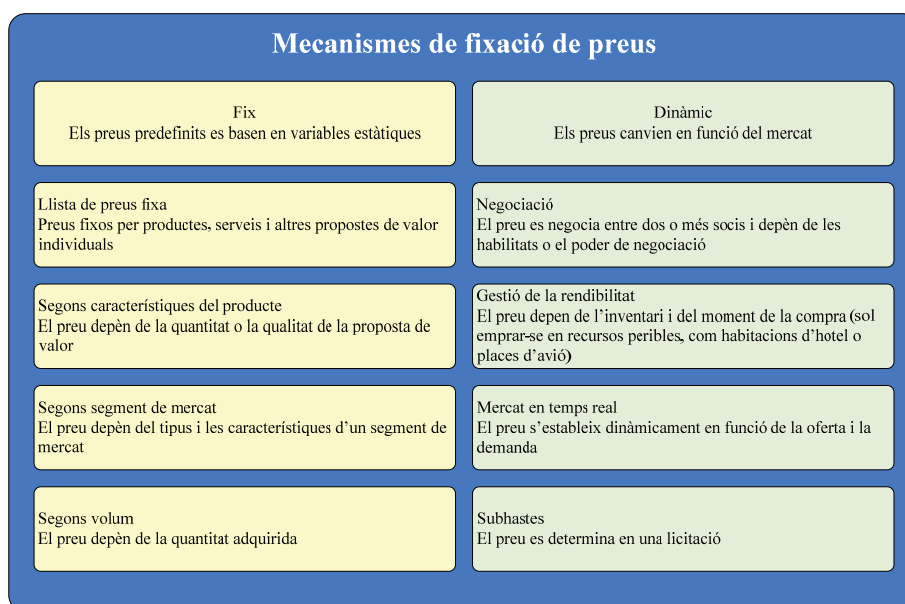 Mecanismes de fixació de preus
Fix
Els preus predefinits es basen en variables estàtiques
Dinàmic
Els preus canvien en funció del mercat
Llista de preus fixa
Preus fixos per productes, serveis i altres propostes de valor
individuals
Negociació
El preu es negocia entre dos o més socis i depèn de les
habilitats o el poder de negociació
Segons característiques del producte
El preu depèn de la quantitat o la qualitat de la proposta de
valor
Gestió de la rendibilitat
El preu depen de l’inventari i del moment de la compra (sol
emprar-se en recursos peribles, com habitacions d’hotel o
places d’avió)
Segons segment de mercat
El preu depèn del tipus i les característiques d’un segment de
mercat
Mercat en temps real
El preu s’estableix dinàmicament en funció de la oferta i la
demanda
Segons volum
El preu depèn de la quantitat adquirida
Subhastes
El preu es determina en una licitació